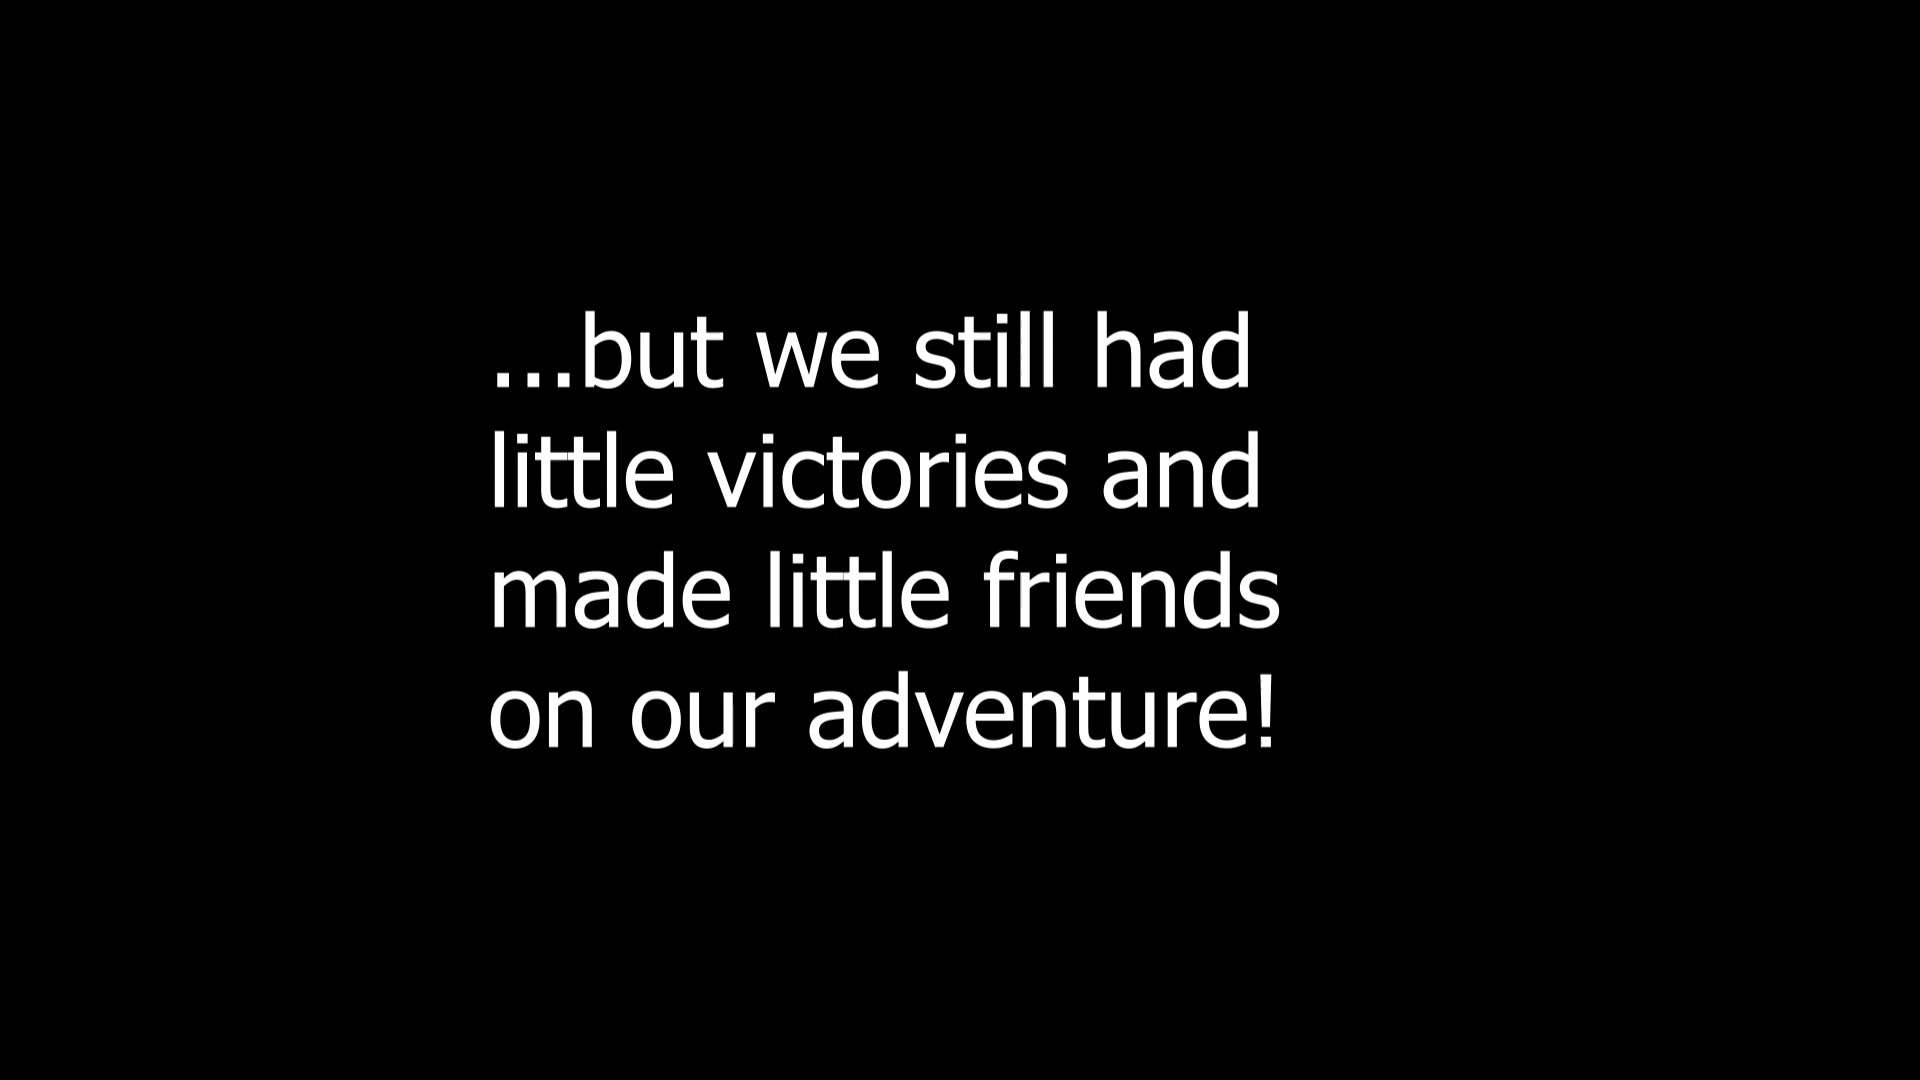 ...but we still had
little victories and
made little friends
on our adventure!